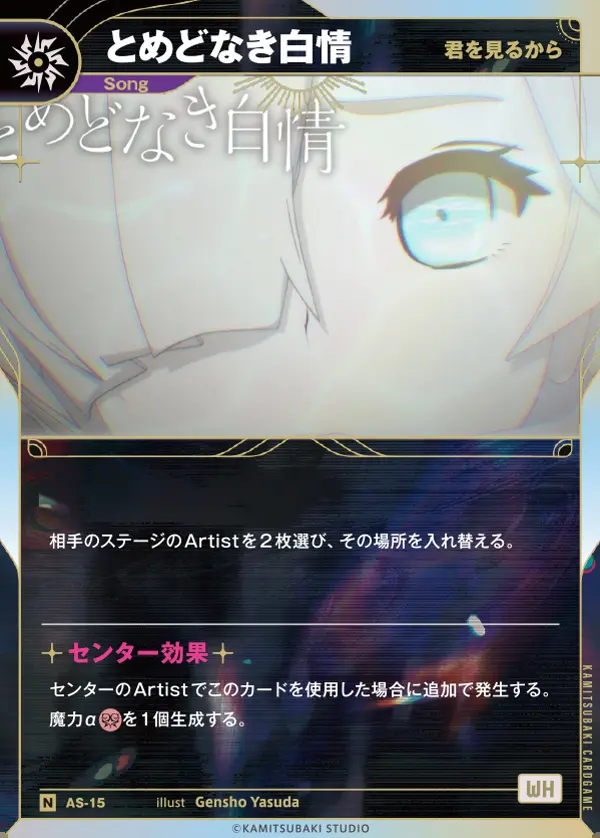 とめどなき白情
君を見るから
Song
とめどなき白情
相手のステージのArtistを2枚選び、その場所を入れ替える。
センター効果
センターのArtistでこのカードを使用した場合に追加で発生する。
魔力αを1個生成する。
WH
N AS-15 illust Gensho Yasuda
KAMITSUBAKI CARDGAME
©KAMITSUBAKI STUDIO